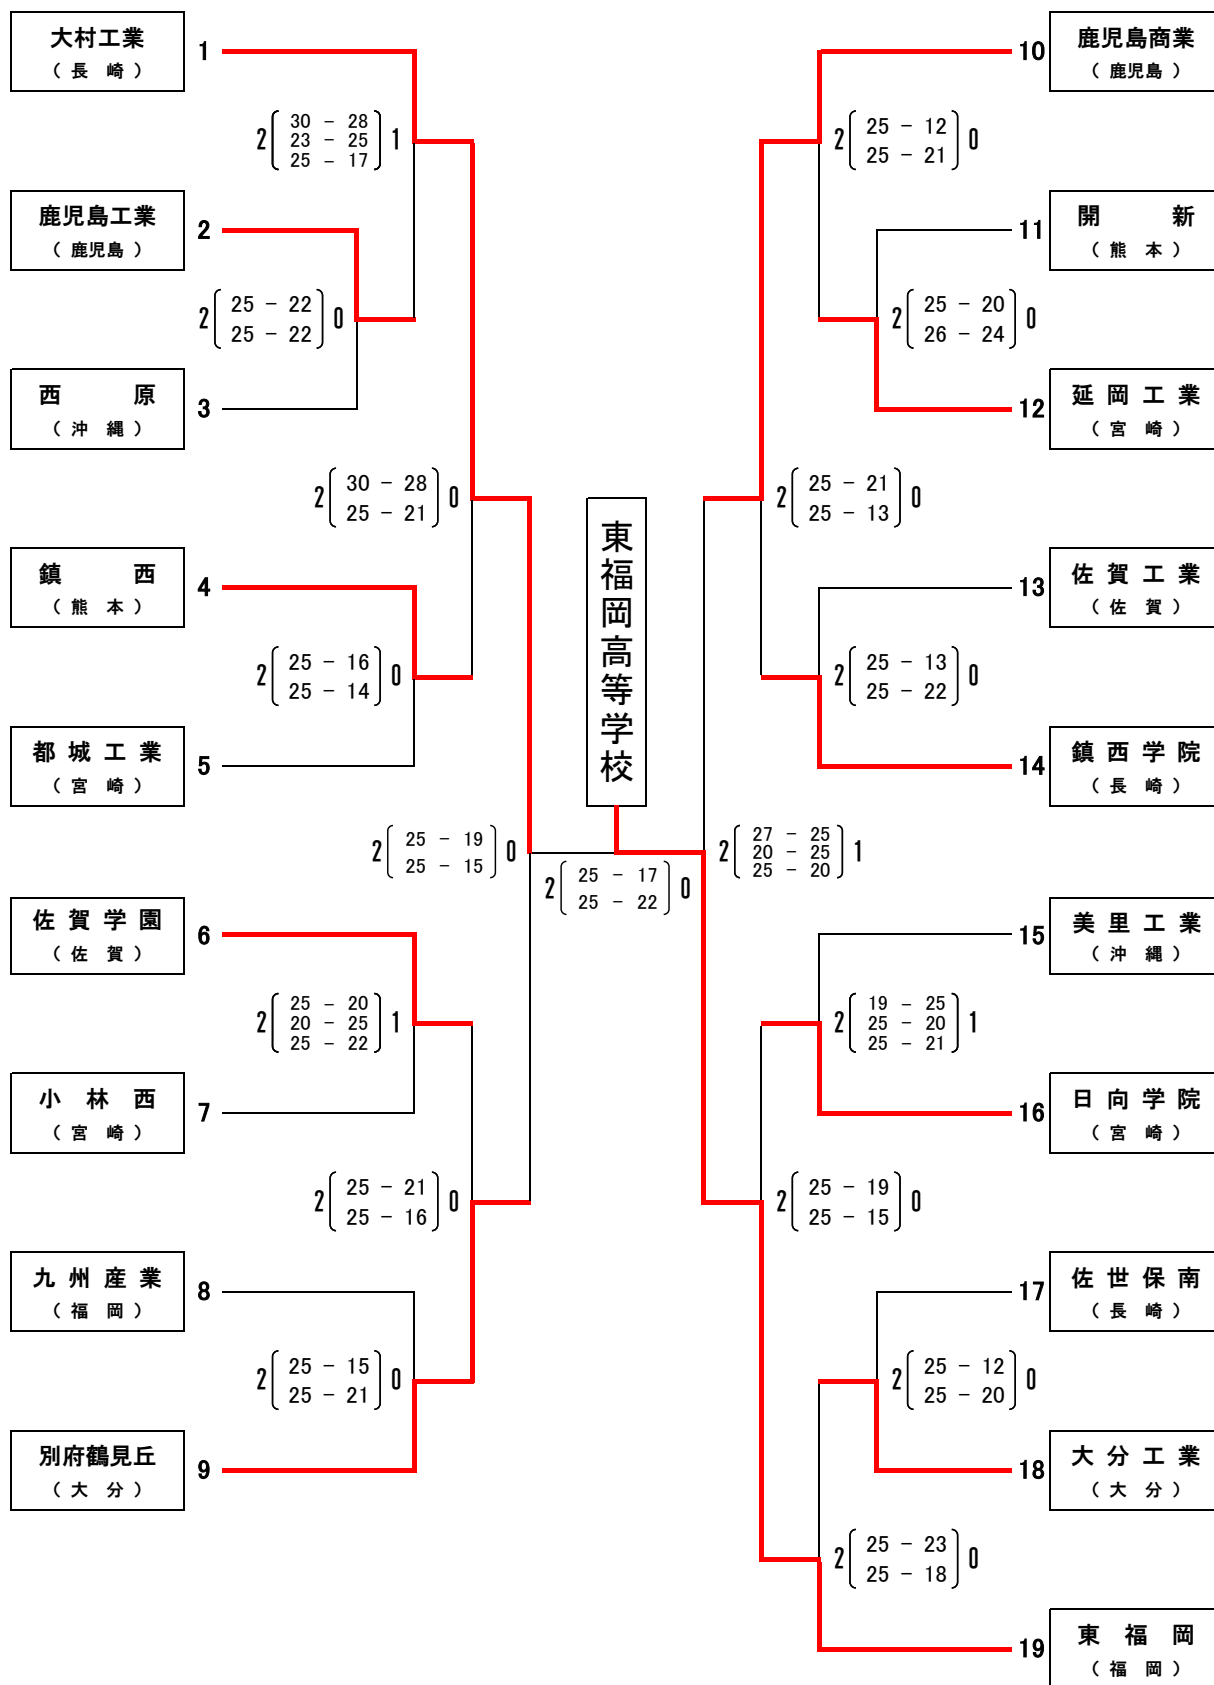 大村工業
（ 長　崎 ）
1
2 30 － 28 1
23 － 25
25 － 17
鹿児島工業
（ 鹿児島 ）
2
2 25 － 22 0
25 － 22
西　　原
（ 沖　縄 ）
3
2 30 － 28 0
25 － 21
鎮　　西
（ 熊　本 ）
4
2 25 － 16 0
25 － 14
都 城 工 業
（ 宮　崎 ）
5
2 25 － 19 0
25 － 15
佐 賀 学 園
（ 佐　賀 ）
6
2 25 － 20 1
20 － 25
25 － 22
小　林　西
（ 宮　崎 ）
7
2 25 － 21 0
25 － 16
九 州 産 業
（ 福　岡 ）
8
2 25 － 15 0
25 － 21
別府鶴見丘
（ 大　分 ）
9
東福岡高等学校
2 25 － 17 0
25 － 22
10
鹿児島商業
（ 鹿児島 ）
2 25 － 12 0
25 － 21
11
開　　新
（ 熊　本 ）
2 25 － 20 0
26 － 24
12
延 岡 工 業
（ 宮　崎 ）
2 25 － 21 0
25 － 13
13
佐 賀 工 業
（ 佐　賀 ）
2 25 － 13 0
25 － 22
14
鎮 西 学 院
（ 長　崎 ）
2 27 － 25 1
20 － 25
25 － 20
15
美 里 工 業
（ 沖　縄 ）
2 19 － 25 1
25 － 20
25 － 21
16
日 向 学 院
（ 宮　崎 ）
2 25 － 19 0
25 － 15
17
佐 世 保 南
（ 長　崎 ）
2 25 － 12 0
25 － 20
18
大 分 工 業
（ 大　分 ）
2 25 － 23 0
25 － 18
19
東　福　岡
（ 福　岡 ）